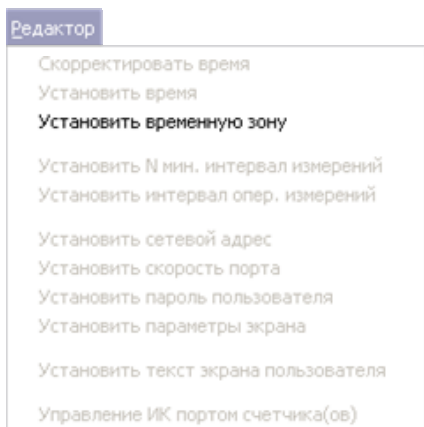 Редактор
Скорректировать время
Установить время
Установить временную зону
Установить N мин. интервал измерений
Установить интервал опер. измерений
Установить сетевой адрес
Установить скорость порта
Установить пароль пользователя
Установить параметры экрана
Установить текст экрана пользователя
Управление ИК портом счетчика(ов)